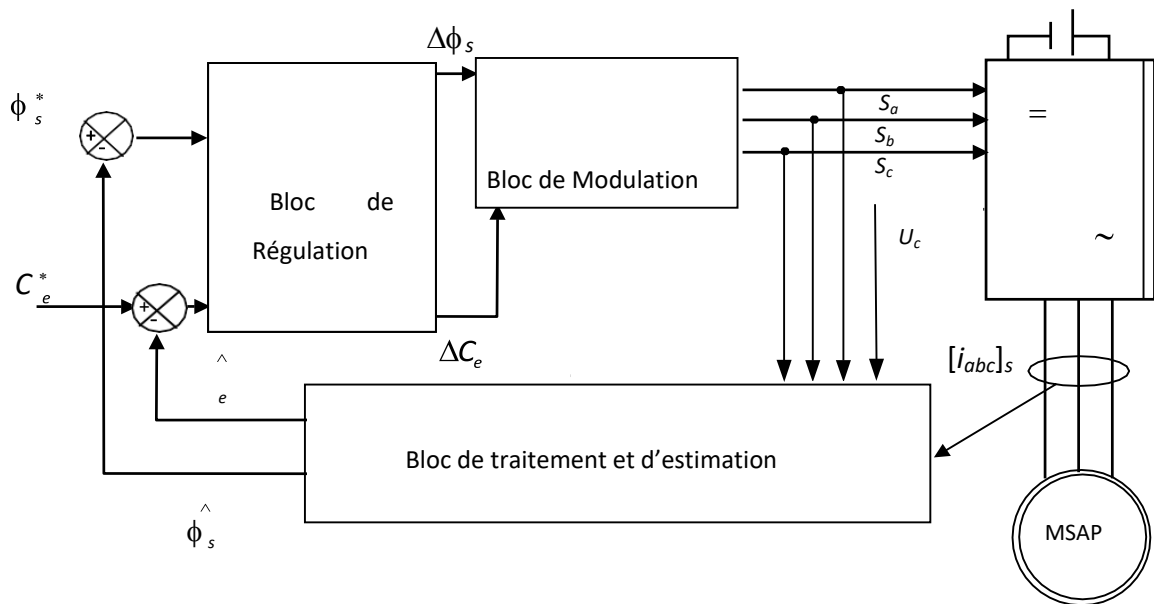 Δϕs
ϕs*
+
-
Bloc de
Régulation
Bloc de Modulation
Sa
Sb
Sc
=
~
Uc
Ce*
+
-
ΔCe
[iabc]s
^
e
Bloc de traitement et d'estimation
^
ϕs
MSAP